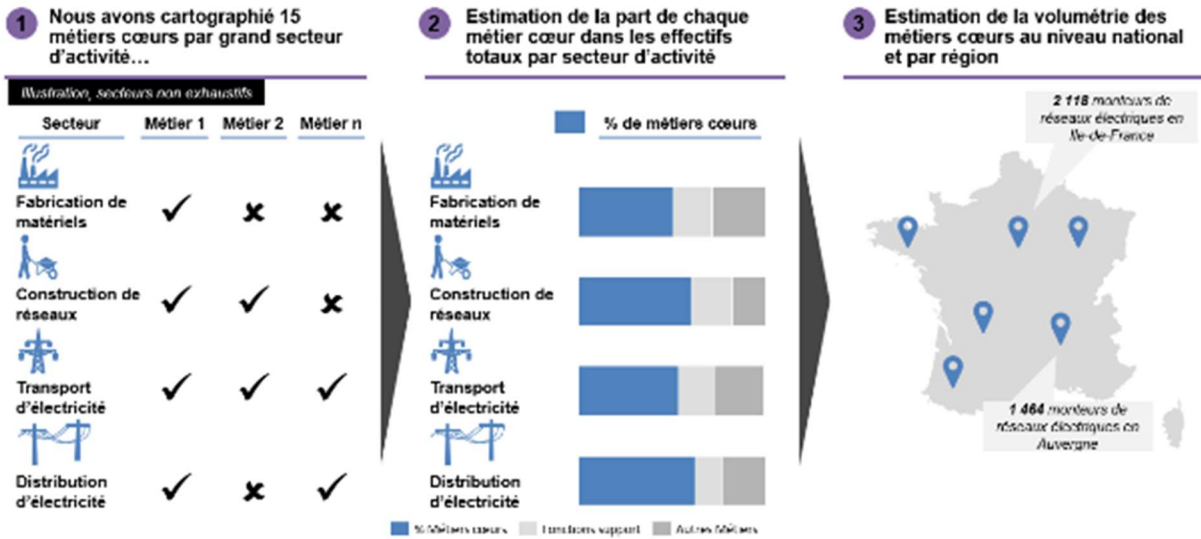 1
Nous avons cartographié 15
métiers cœurs par grand secteur
d'activité…
Illustration, secteurs non exhaustifs
Secteur Métier 1 Métier 2 Métier n
Fabrication de
matériels
Construction de
réseaux
Transport
d'électricité
Distribution
d'électricité
2
Estimation de la part de chaque
métier cœur dans les effectifs
totaux par secteur d'activité
% de métiers cœurs
Fabrication de
matériels
Construction de
réseaux
Transport
d'électricité
Distribution
d'électricité
% Métiers cœurs Fonctions support Autres Métiers
3
Estimation de la volumétrie des
métiers cœurs au niveau national
et par région
2 118 monteurs de
réseaux électriques en
Ile-de-France
1 464 monteurs de
réseaux électriques en
Auvergne